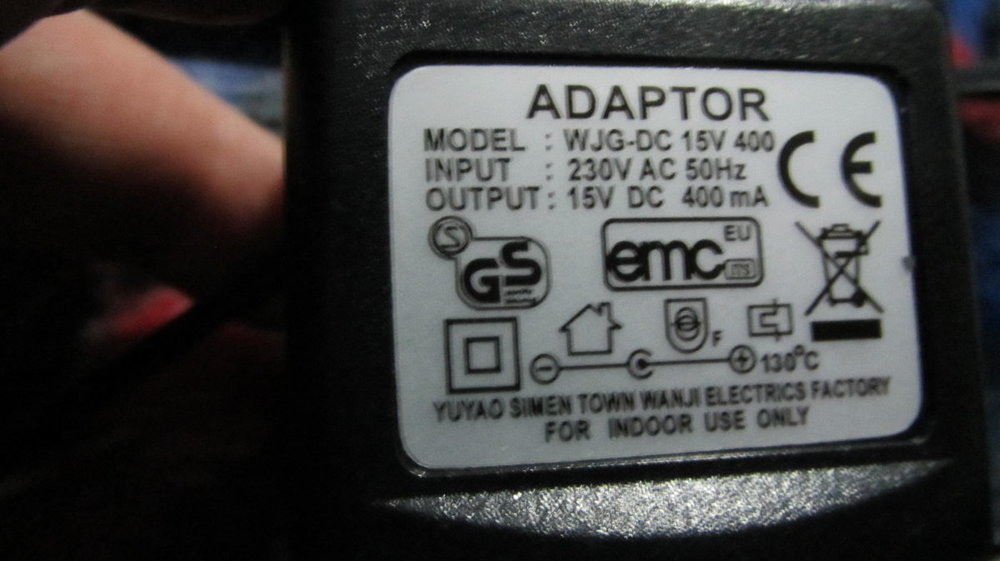 ADAPTOR
MODEL : WJG-DC 15V 400
INPUT : 230V AC 50Hz
OUTPUT : 15V DC 400 mA
CE
S GS
emc EU
F
130°C
YUYAO SIMEN TOWN WANJI ELECTRICS FACTORY
FOR INDOOR USE ONLY